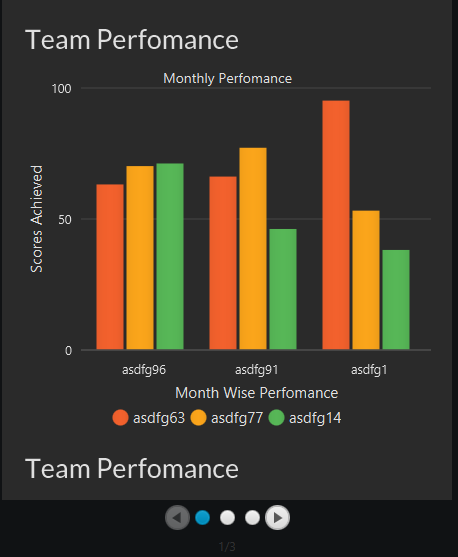 Team Perfomance
Monthly Perfomance
100
50
0
Scores Achieved
asdfg96 asdfg91 asdfg1
Month Wise Perfomance
asdfg63 asdfg77 asdfg14
Team Perfomance
1/3